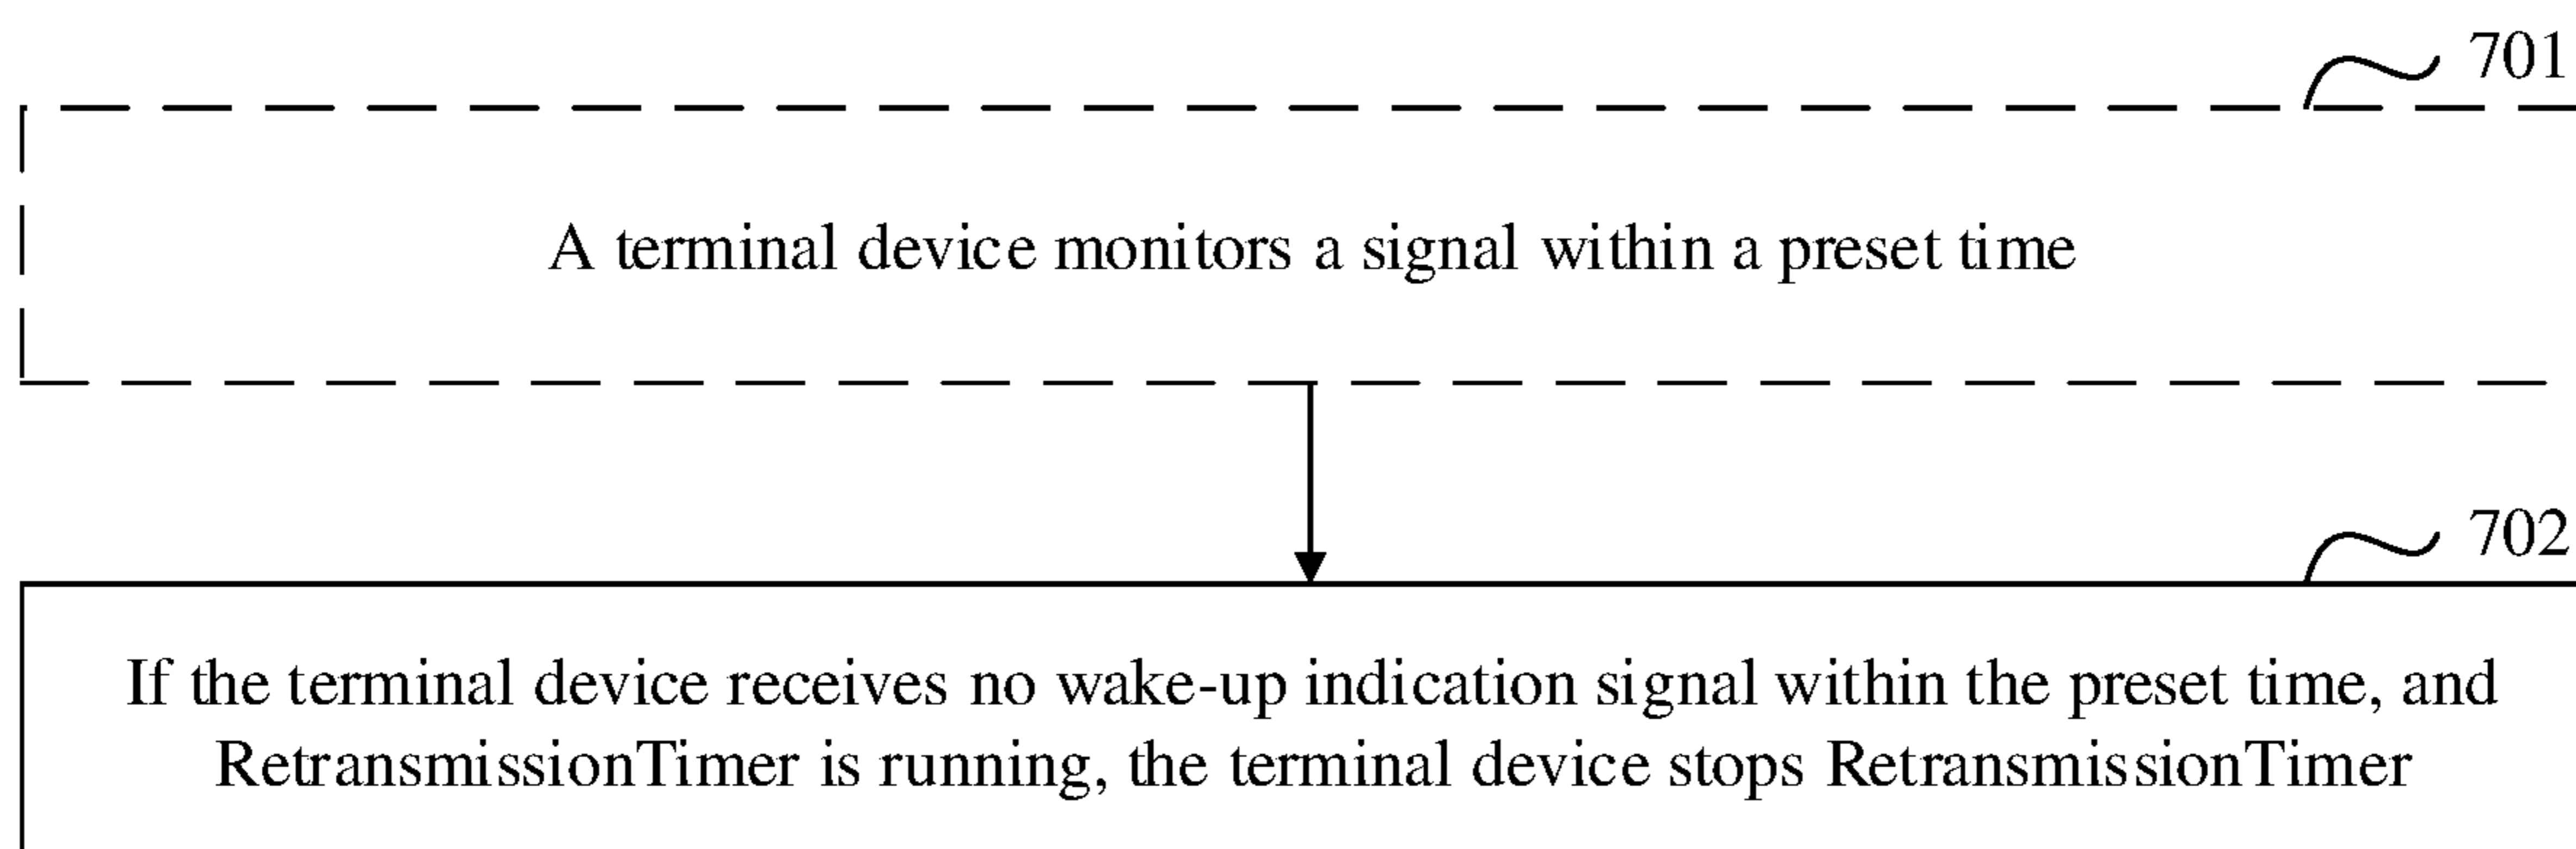 701
A terminal device monitors a signal within a preset time
702
If the terminal device receives no wake-up indication signal within the preset time, and
RetransmissionTimer is running, the terminal device stops RetransmissionTimer